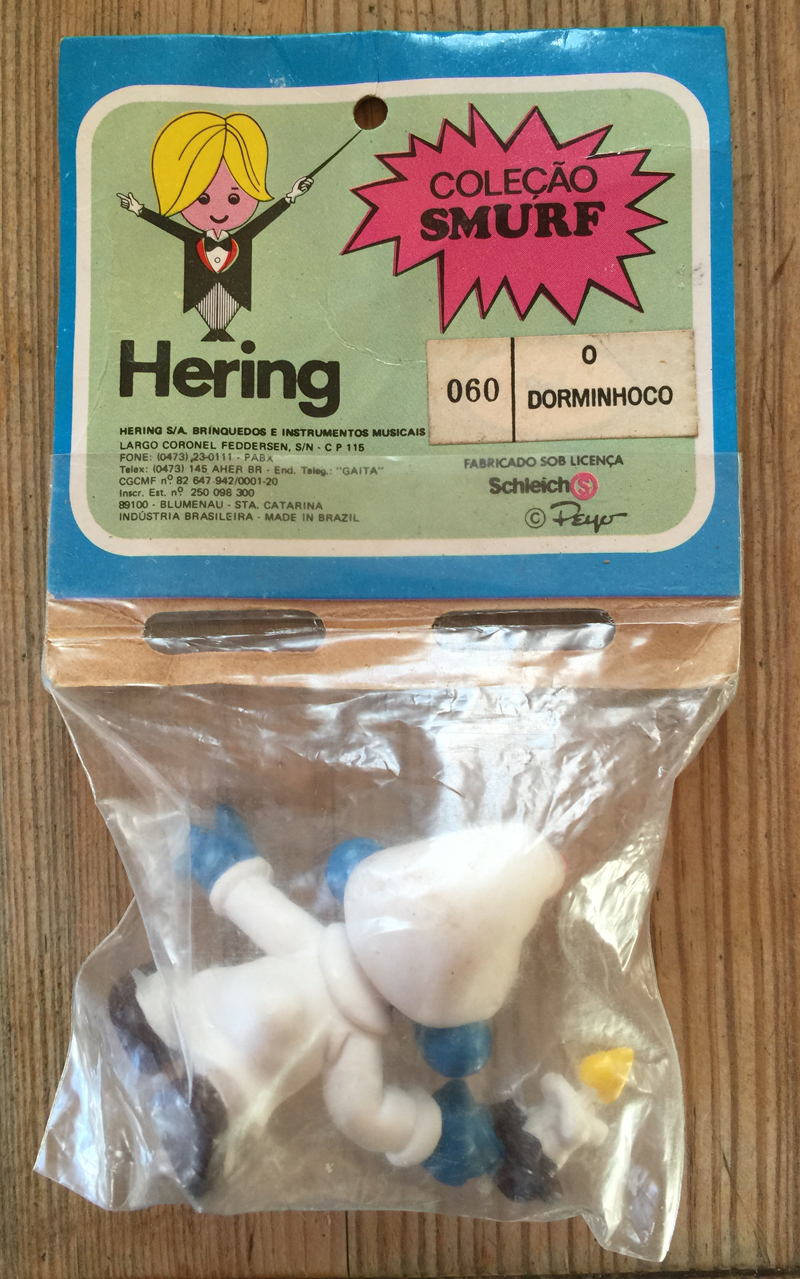 COLEÇÃO
SMURF
Hering
060
O
DORMINHOCO
HERING S/A. BRINQUEDOS E INSTRUMENTOS MUSICAIS
LARGO CORONEL FEDDERSEN, S/N - C P 115
FONE: (0473) 23-0111 - PABX
Telex: (0473) 145 AHER BR - End. Teleg.: "GAITA"
CGCMF nº 82 647 942/0001-20
Inscr. Est. nº 250 098 300
89100 - BLUMENAU - STA. CATARINA
INDÚSTRIA BRASILEIRA - MADE IN BRAZIL
FABRICADO SOB LICENÇA
Schleich S
© Peyo